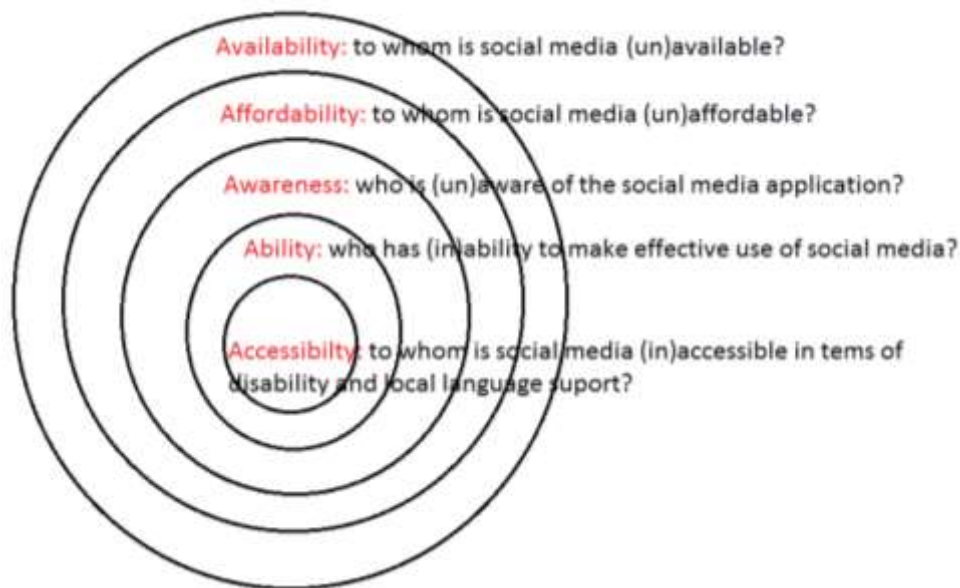 Availability: to whom is social media (un)available?
Affordability: to whom is social media (un)affordable?
Awareness: who is (un)aware of the social media application?
Ability: who has (in)ability to make effective use of social media?
Accessibilty: to whom is social media (in)accessible in tems of
disability and local language suport?